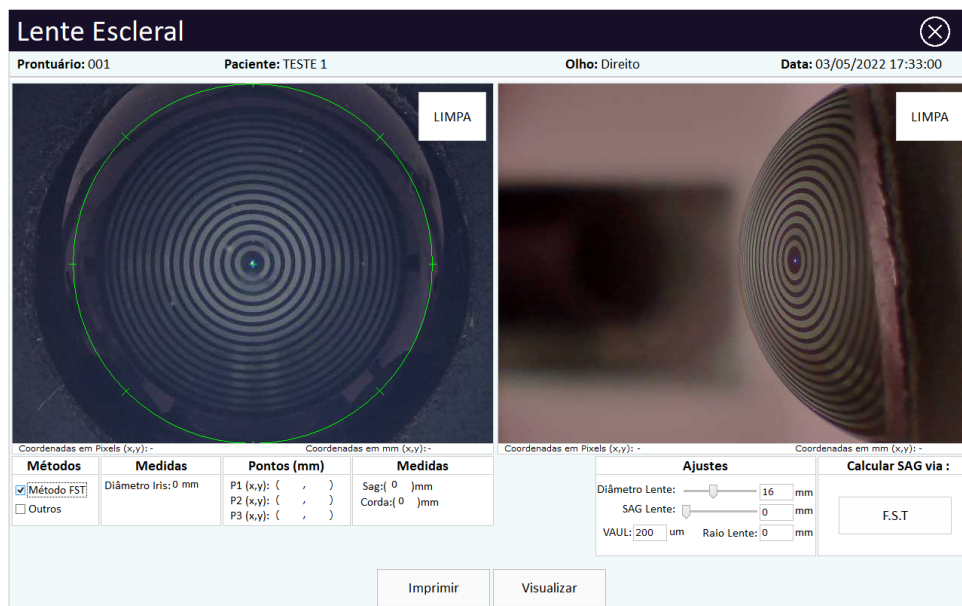 Lente Escleral
Prontuário: 001 Paciente: TESTE 1 Olho: Direito Data: 03/05/2022 17:33:00
LIMPA LIMPA
Coordenadas em Pixels (x,y): - Coordenadas em mm (x,y): - Coordenadas em Pixels (x,y): - Coordenadas em mm (x,y): -
Métodos Medidas Pontos (mm) Medidas Ajustes Calcular SAG via :
Método FST Diâmetro Iris: 0 mm P1 (x,y): ( , ) Sag:( 0 )mm Diâmetro Lente: 16 mm
Outros P2 (x,y): ( , ) Corda:( 0 )mm SAG Lente: 0 mm F.S.T
P3 (x,y): ( , ) VAUL: 200 um Raio Lente: 0 mm
Imprimir Visualizar